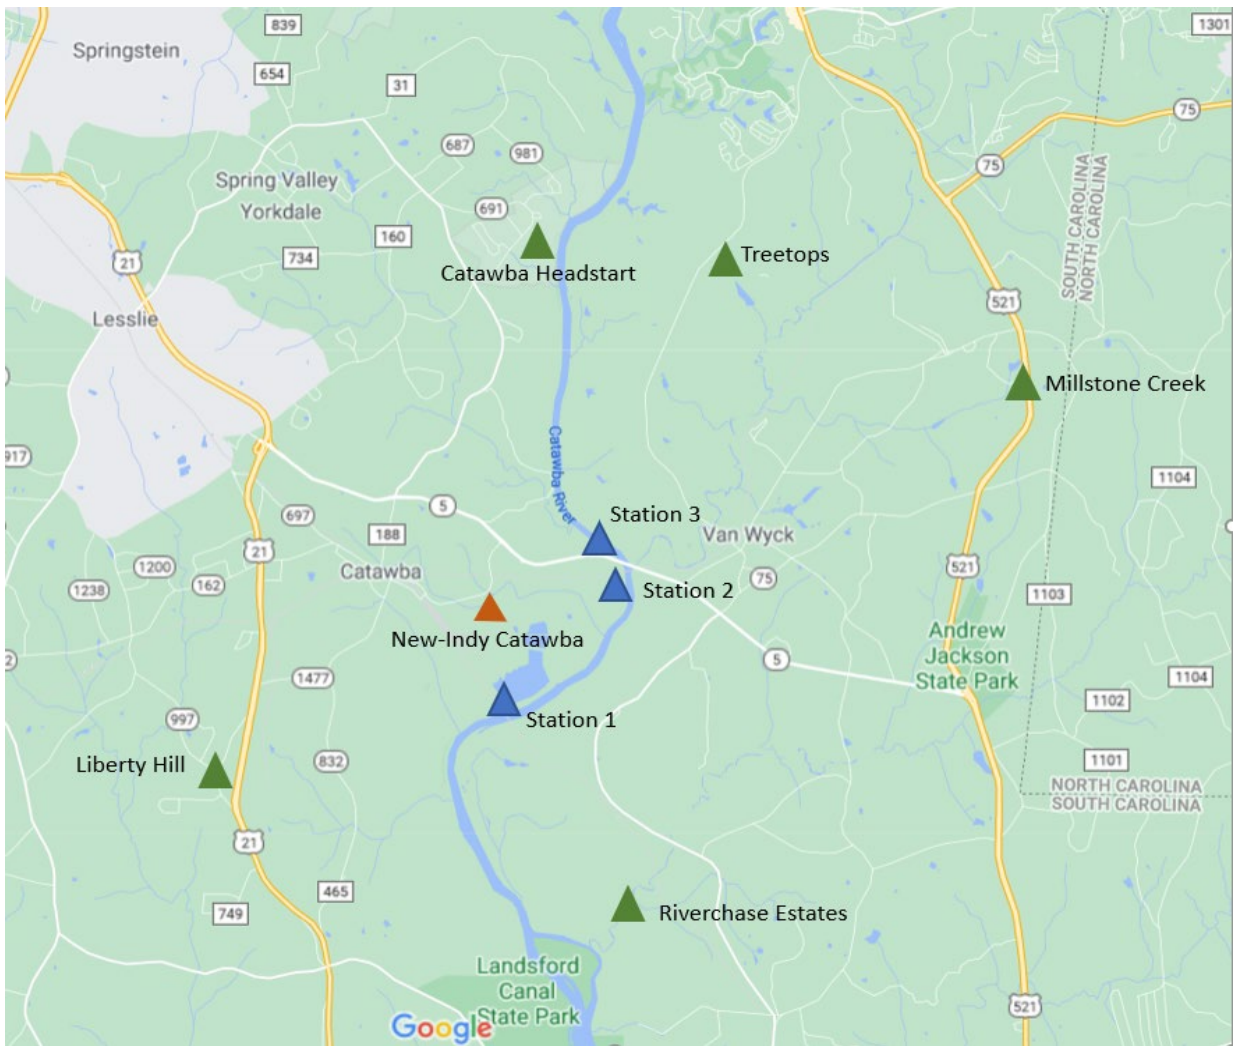 839
1301
Springstein
654
31
75
687
981
75
Spring Valley
Yorkdale
691
160
734
21
Catawba Headstart
Treetops
SOUTH CAROLINA
NORTH CAROLINA
521
Lesslie
Millstone Creek
917
Catawba River
1104
5
697
Station 3
188
Van Wyck
21
1200
162
1238
Catawba
75
521
Station 2
1103
New-Indy Catawba
Andrew
Jackson
State Park
2
5
1477
1104
1102
997
Station 1
Liberty Hill
832
1101
NORTH CAROLINA
SOUTH CAROLINA
21
465
749
Riverchase Estates
Landsford
Canal
State Park
Google
521